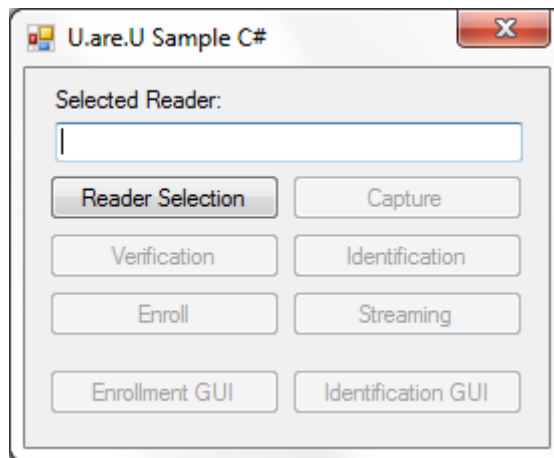 U.are.U Sample C#
Selected Reader:
Reader Selection
Capture
Verification
Identification
Enroll
Streaming
Enrollment GUI
Identification GUI